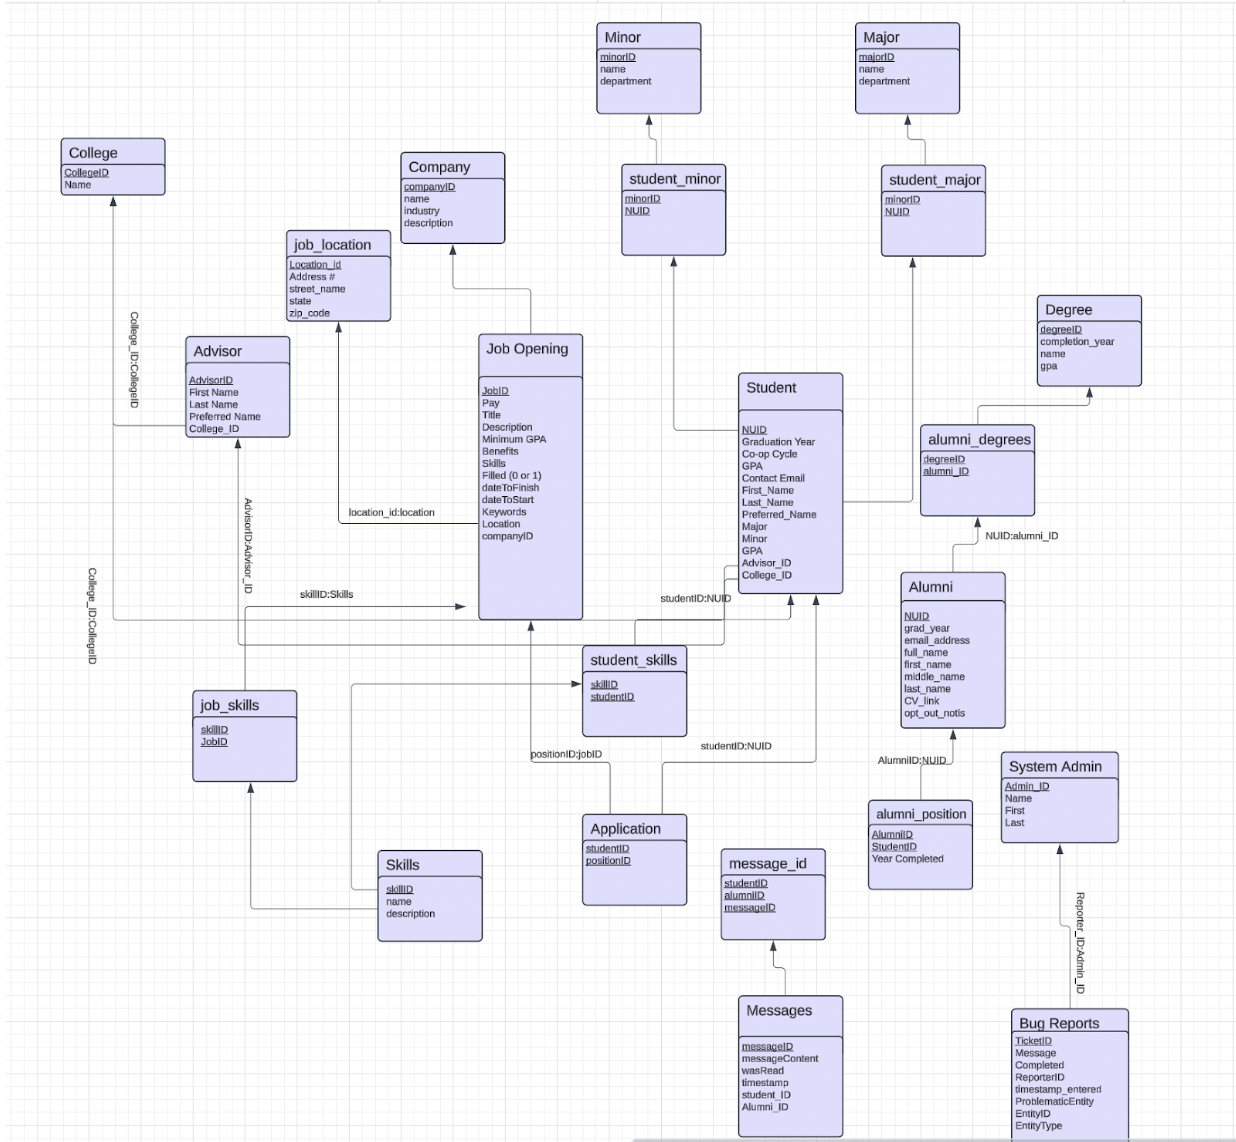 Minor
minorID
name
department
Major
majorID
name
department
College
CollegeID
Name
Company
companyID
name
industry
description
student_minor
minorID
NUID
student_major
minorID
NUID
job_location
Location_id
Address #
street_name
state
zip_code
College_ID:CollegeID
Advisor
AdvisorID
First Name
Last Name
Preferred Name
College_ID
Job Opening
JobID
Pay
Title
Description
Minimum GPA
Benefits
Skills
Filled (0 or 1)
dateToFinish
dateToStart
Keywords
Location
companyID
Student
NUID
Graduation Year
Co-op Cycle
GPA
Contact Email
First_Name
Last_Name
Preferred_Name
Major
Minor
GPA
Advisor_ID
College_ID
Degree
degreeID
completion_year
name
gpa
alumni_degrees
degreeID
alumni_ID
NUID:alumni_ID
location_id:location
AdvisorID:Advisor_ID
College_ID:CollegeID
skillID:Skills
studentID:NUID
Alumni
NUID
grad_year
email_address
full_name
first_name
middle_name
last_name
CV_link
opt_out_notis
student_skills
skillID
studentID
job_skills
skillID
JobID
positionID:jobID
studentID:NUID
AlumniID:NUID
System Admin
Admin_ID
Name
First
Last
alumni_position
AlumniID
StudentID
Year Completed
Application
studentID
positionID
Skills
skillID
name
description
message_id
studentID
alumniID
messageID
Reporter_ID:Admin_ID
Messages
messageID
messageContent
wasRead
timestamp
student_ID
Alumni_ID
Bug Reports
TicketID
Message
Completed
ReporterID
timestamp_entered
ProblematicEntity
EntityID
EntityType